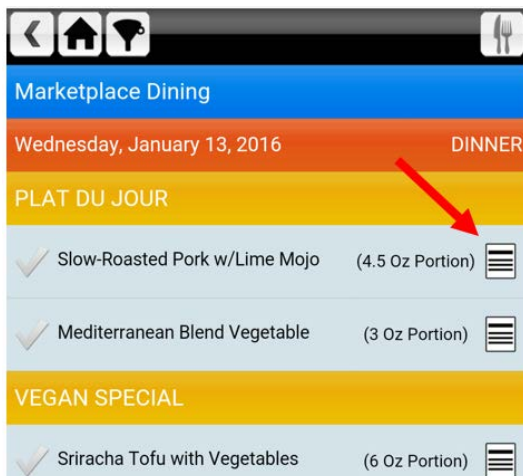 Marketplace Dining
Wednesday, January 13, 2016 DINNER
PLAT DU JOUR
Slow-Roasted Pork w/Lime Mojo (4.5 Oz Portion)
Mediterranean Blend Vegetable (3 Oz Portion)
VEGAN SPECIAL
Sriracha Tofu with Vegetables (6 Oz Portion)